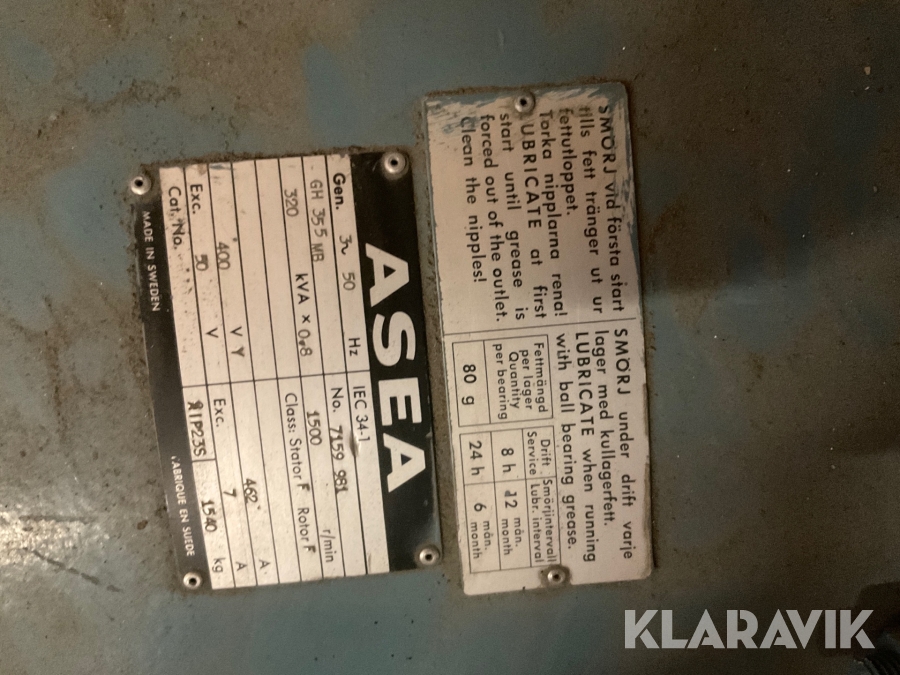 SMÖRJ vid första start
tills fett tränger ut ur
fettutloppet.
Torka nipplarna rena!
LUBRICATE at first
start until grease is
forced out of the outlet.
Clean the nipples!
SMÖRJ under drift varje
lager med kullagerfett.
LUBRICATE when running
with ball bearing grease.
Fettmängd
per lager
Quantity
per bearing
80 g
Drift Smörjintervall
Service Lubr. interval
8 h. 12 mån. month
24 h 6 mån. month
ASEA
IEC 34-1
Gen. 3~ 50 Hz No. 7159 981
GH 355 MB 1500 r/min
320 kVA × 0.8 Class: Stator F Rotor F
A
400 V Y 462 A
Exc. 50 V Exc. 7 A
Cat. No. IP23S 1540 kg
MADE IN SWEDEN FABRIQUE EN SUEDE
KLARAVIK